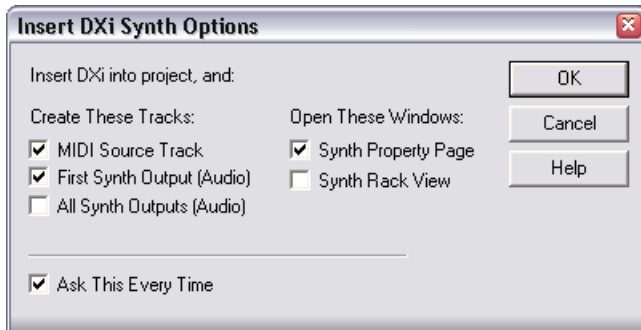 Insert DXi Synth Options
Insert DXi into project, and:
OK
Create These Tracks:
Open These Windows:
Cancel
MIDI Source Track
Synth Property Page
Help
First Synth Output (Audio)
Synth Rack View
All Synth Outputs (Audio)
Ask This Every Time